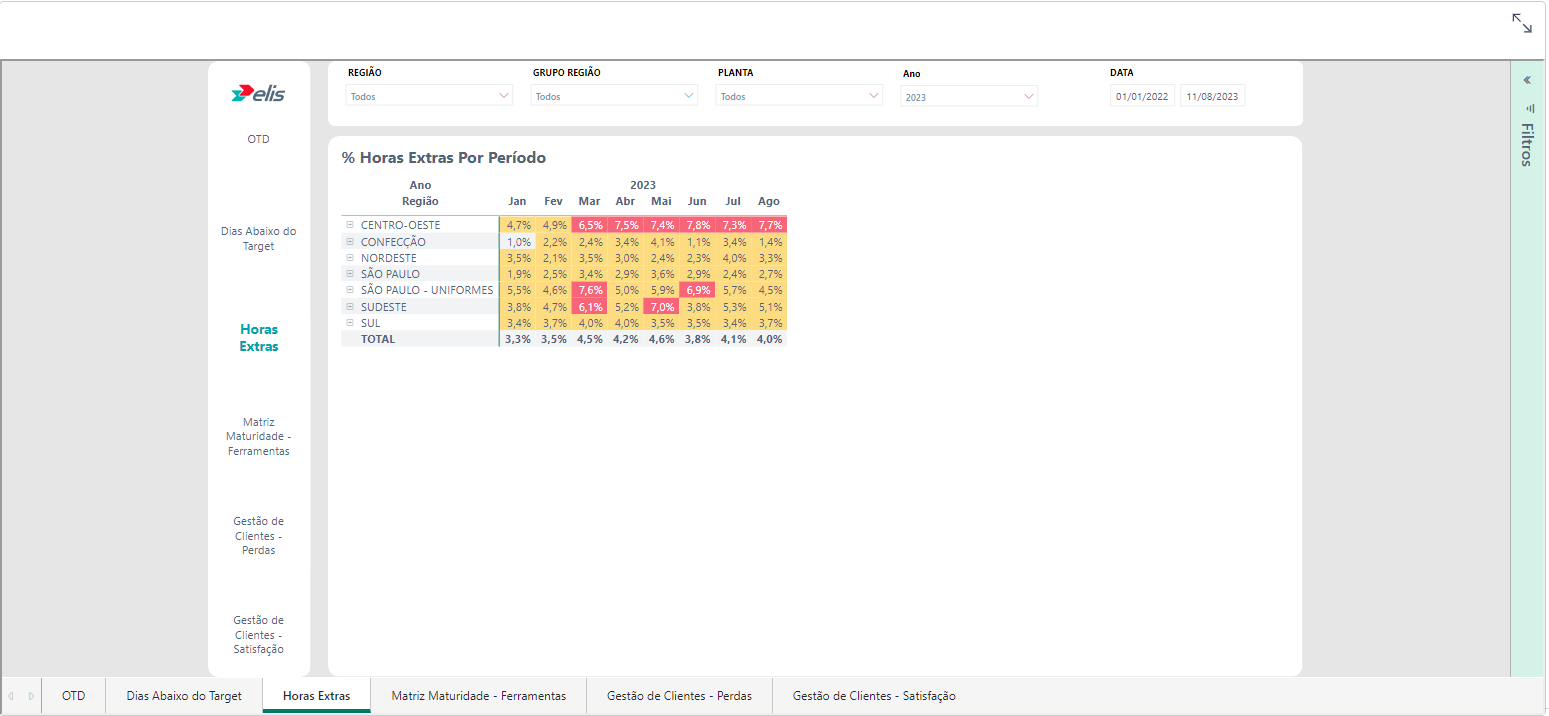 elis
OTD
Dias Abaixo do
Target
Horas
Extras
Matriz
Maturidade -
Ferramentas
Gestão de
Clientes -
Perdas
Gestão de
Clientes -
Satisfação
REGIÃO GRUPO REGIÃO PLANTA Ano DATA
Todos Todos Todos 2023 01/01/2022 11/08/2023
% Horas Extras Por Período
Ano 2023
Região Jan Fev Mar Abr Mai Jun Jul Ago
CENTRO-OESTE 4,7% 4,9% 6,5% 7,5% 7,4% 7,8% 7,3% 7,7%
CONFECÇÃO 1,0% 2,2% 2,4% 3,4% 4,1% 1,1% 3,4% 1,4%
NORDESTE 3,5% 2,1% 3,5% 3,0% 2,4% 2,3% 4,0% 3,3%
SÃO PAULO 1,9% 2,5% 3,4% 2,9% 3,6% 2,9% 2,4% 2,7%
SÃO PAULO - UNIFORMES 5,5% 4,6% 7,6% 5,0% 5,9% 6,9% 5,7% 4,5%
SUDESTE 3,8% 4,7% 6,1% 5,2% 7,0% 3,8% 5,3% 5,1%
SUL 3,4% 3,7% 4,0% 4,0% 3,5% 3,5% 3,4% 3,7%
TOTAL 3,3% 3,5% 4,5% 4,2% 4,6% 3,8% 4,1% 4,0%
Filtros
OTD Dias Abaixo do Target Horas Extras Matriz Maturidade - Ferramentas Gestão de Clientes - Perdas Gestão de Clientes - Satisfação